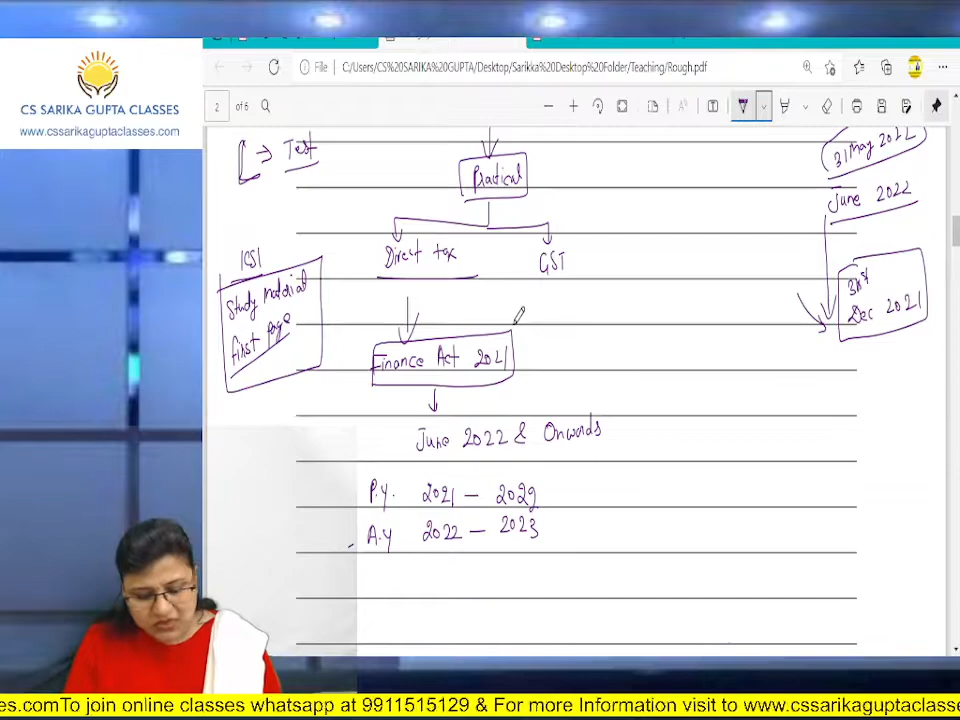 CS SARIKA GUPTA CLASSES
www.cssarikaguptaclasses.com
File
C:/Users/CS%20SARIKA%20GUPTA/Desktop/Sarikka%20Desktop%20Folder/Teaching/Rough.pdf
2 of 6
→ Test
Practical
31 May 2022
June 2022
Direct tax
GST
ICSI
Study material
first page
31st
Dec 2021
Finance Act 2021
June 2022 & Onwards
P.Y. 2021 - 2022
A.Y 2022 - 2023
es.comTo join online classes whatsapp at 9911515129 & For more Information visit to www.cssarikaguptaclasse